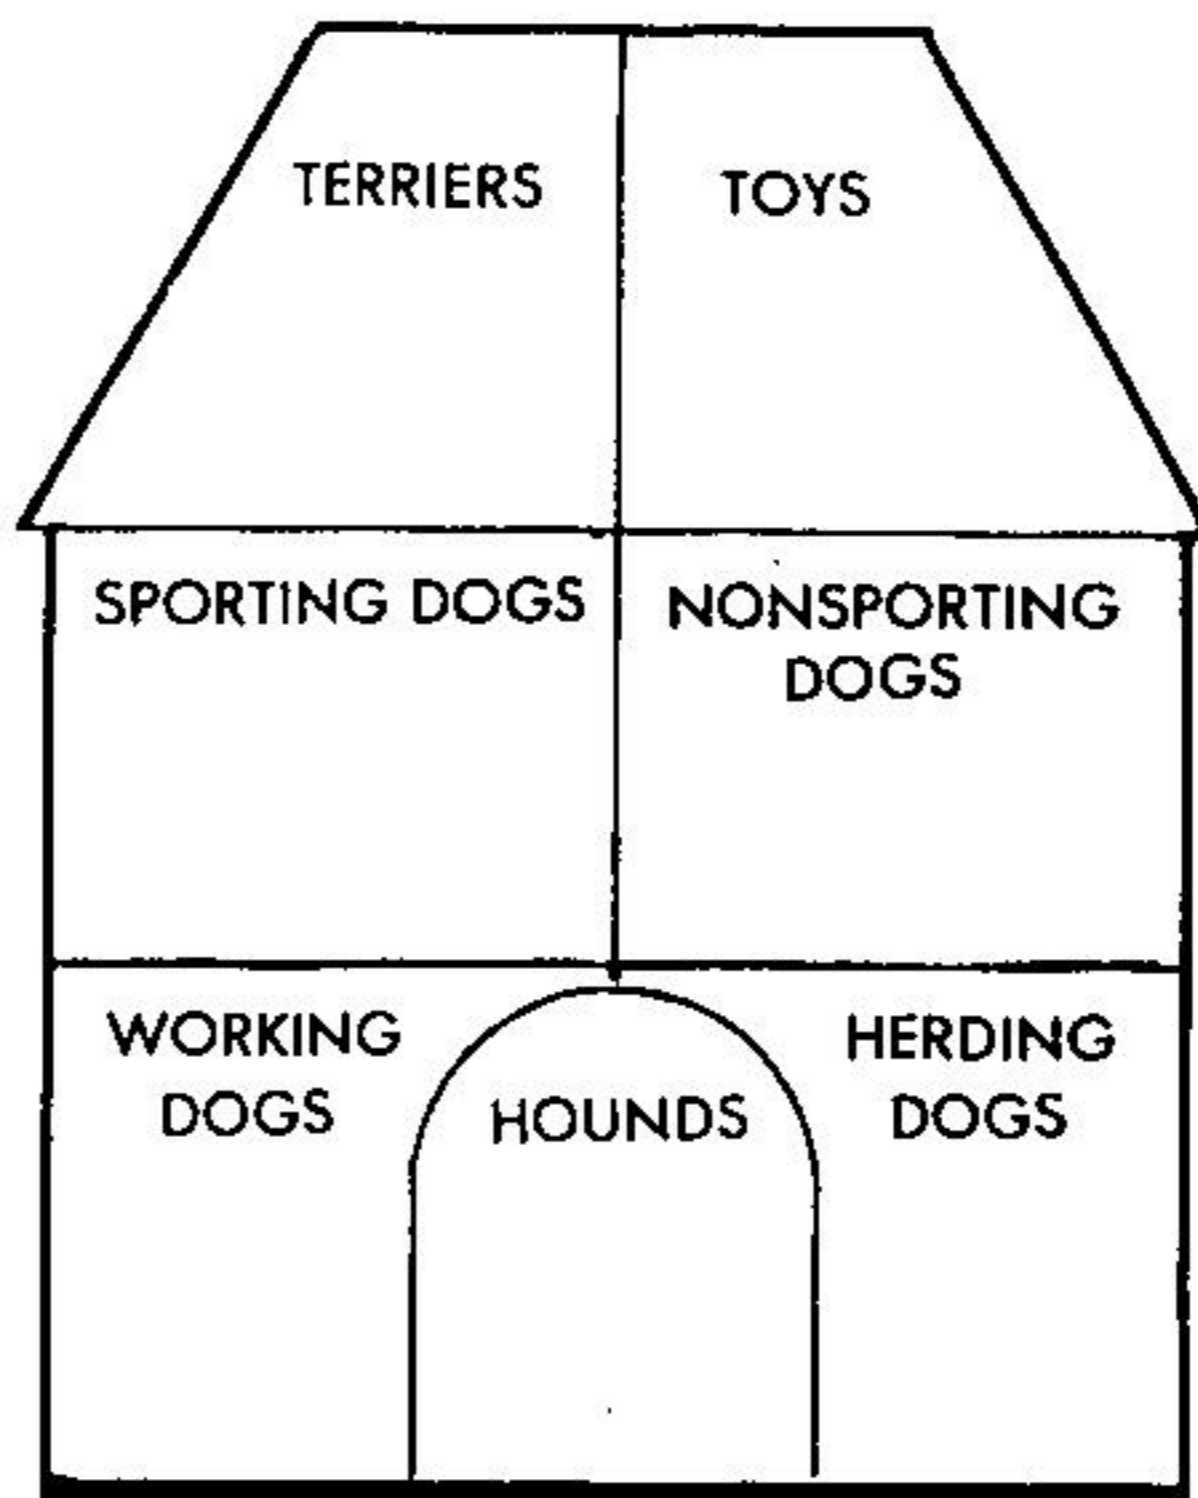 TERRIERS
TOYS
SPORTING DOGS
NONSPORTING
DOGS
WORKING
DOGS
HOUNDS
HERDING
DOGS